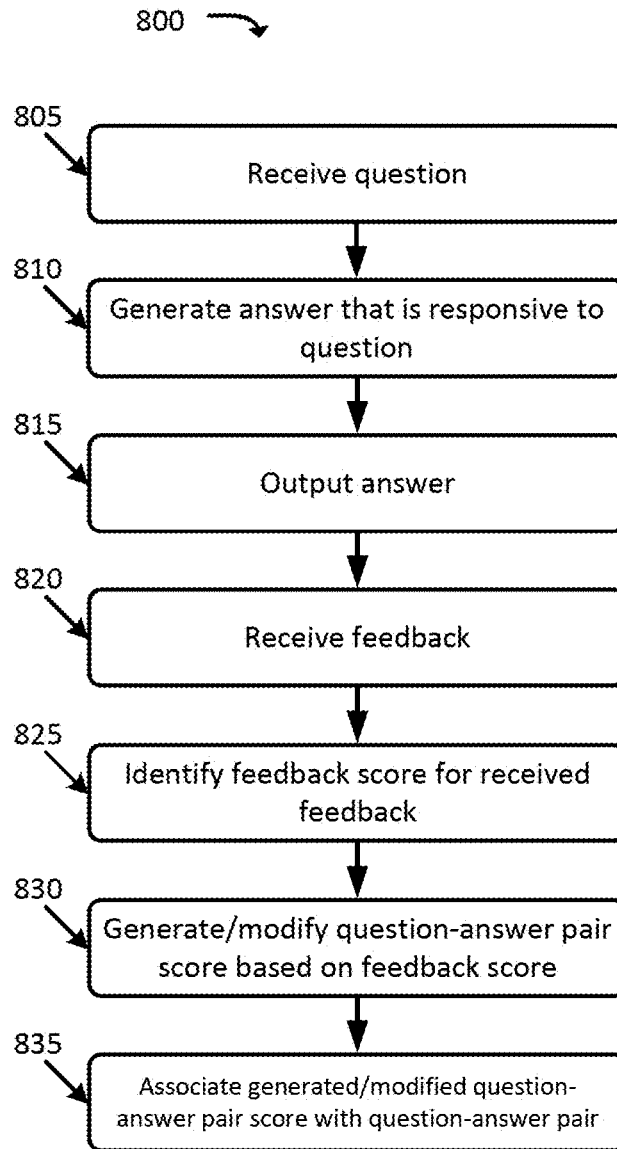 800
805
Receive question
810
Generate answer that is responsive to
question
815
Output answer
820
Receive feedback
825
Identify feedback score for received
feedback
830
Generate/modify question-answer pair
score based on feedback score
835
Associate generated/modified question-
answer pair score with question-answer pair